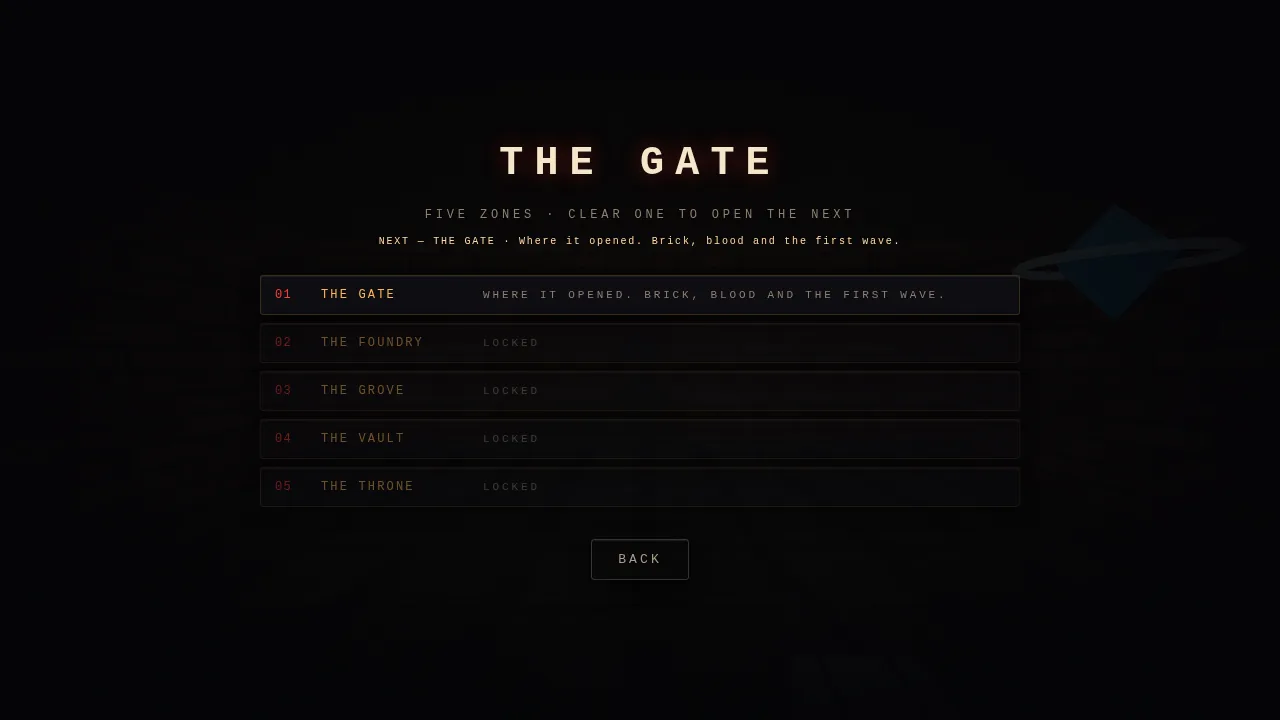 THE GATE
FIVE ZONES · CLEAR ONE TO OPEN THE NEXT
NEXT — THE GATE · Where it opened. Brick, blood and the first wave.
01 THE GATE WHERE IT OPENED. BRICK, BLOOD AND THE FIRST WAVE.
02 THE FOUNDRY LOCKED
03 THE GROVE LOCKED
04 THE VAULT LOCKED
05 THE THRONE LOCKED
BACK